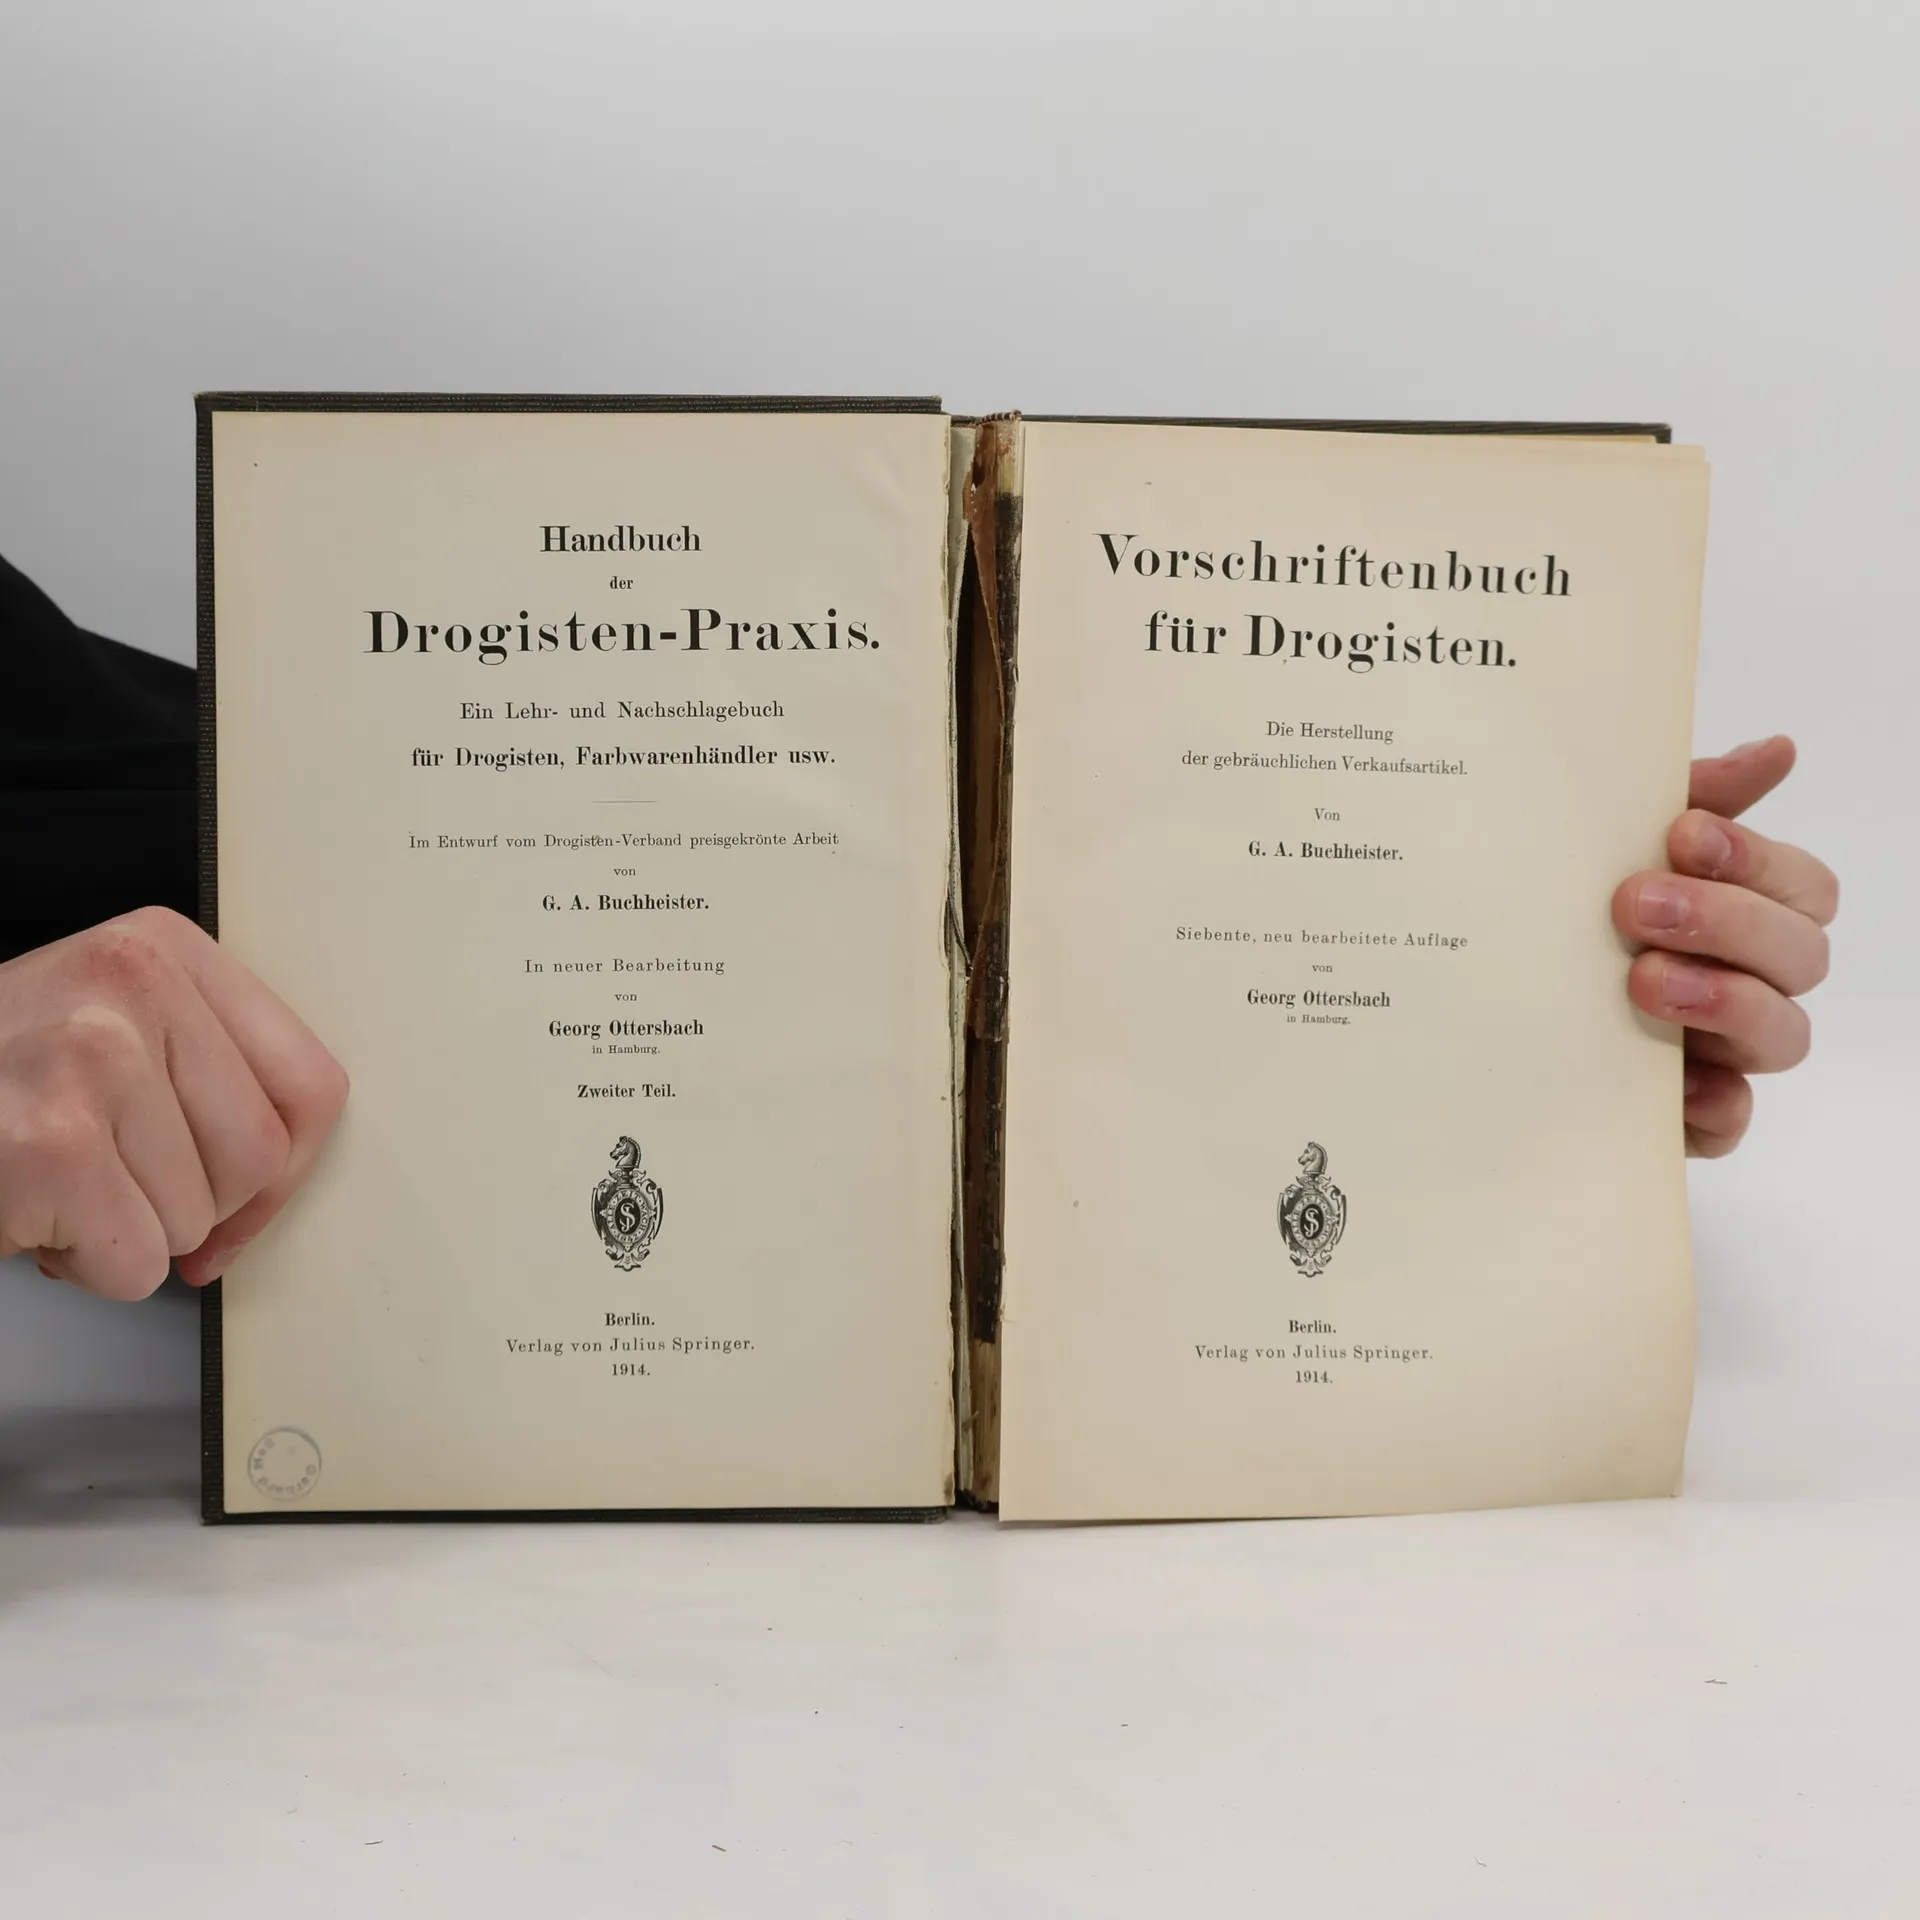 Handbuch
der
Drogisten-Praxis.
Ein Lehr- und Nachschlagebuch
für Drogisten, Farbwarenhändler usw.
Im Entwurf vom Drogisten-Verband preisgekrönte Arbeit
von
G. A. Buchheister.
In neuer Bearbeitung
von
Georg Ottersbach
in Hamburg.
Zweiter Teil.
Berlin.
Verlag von Julius Springer.
1914.
Vorschriftenbuch
für Drogisten.
Die Herstellung
der gebräuchlichen Verkaufsartikel.
Von
G. A. Buchheister.
Siebente, neu bearbeitete Auflage
von
Georg Ottersbach
in Hamburg.
Berlin.
Verlag von Julius Springer.
1914.